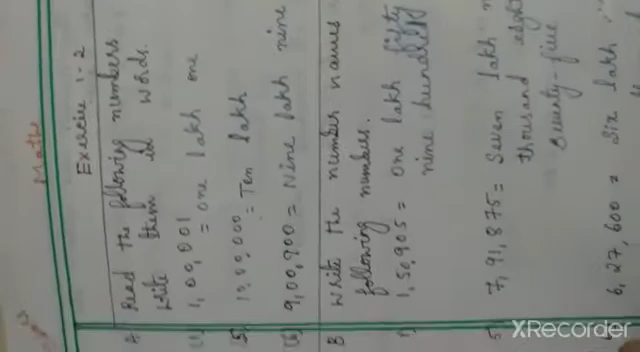 Maths
Exercise 1-2
A Read the following numbers
write them in words.
(1) 1,00,001
= one lakh one
5. 10,00,000
= Ten lakh
(6) 9,00,900 = Nine lakh nine
B Write the number names
following numbers.
1) 1,50,905 = one lakh fifty
nine hundred
5 7,91,875 = Seven lakh
thousand eight
seventy-five
6,27,600 = Six lakh
XRecorder